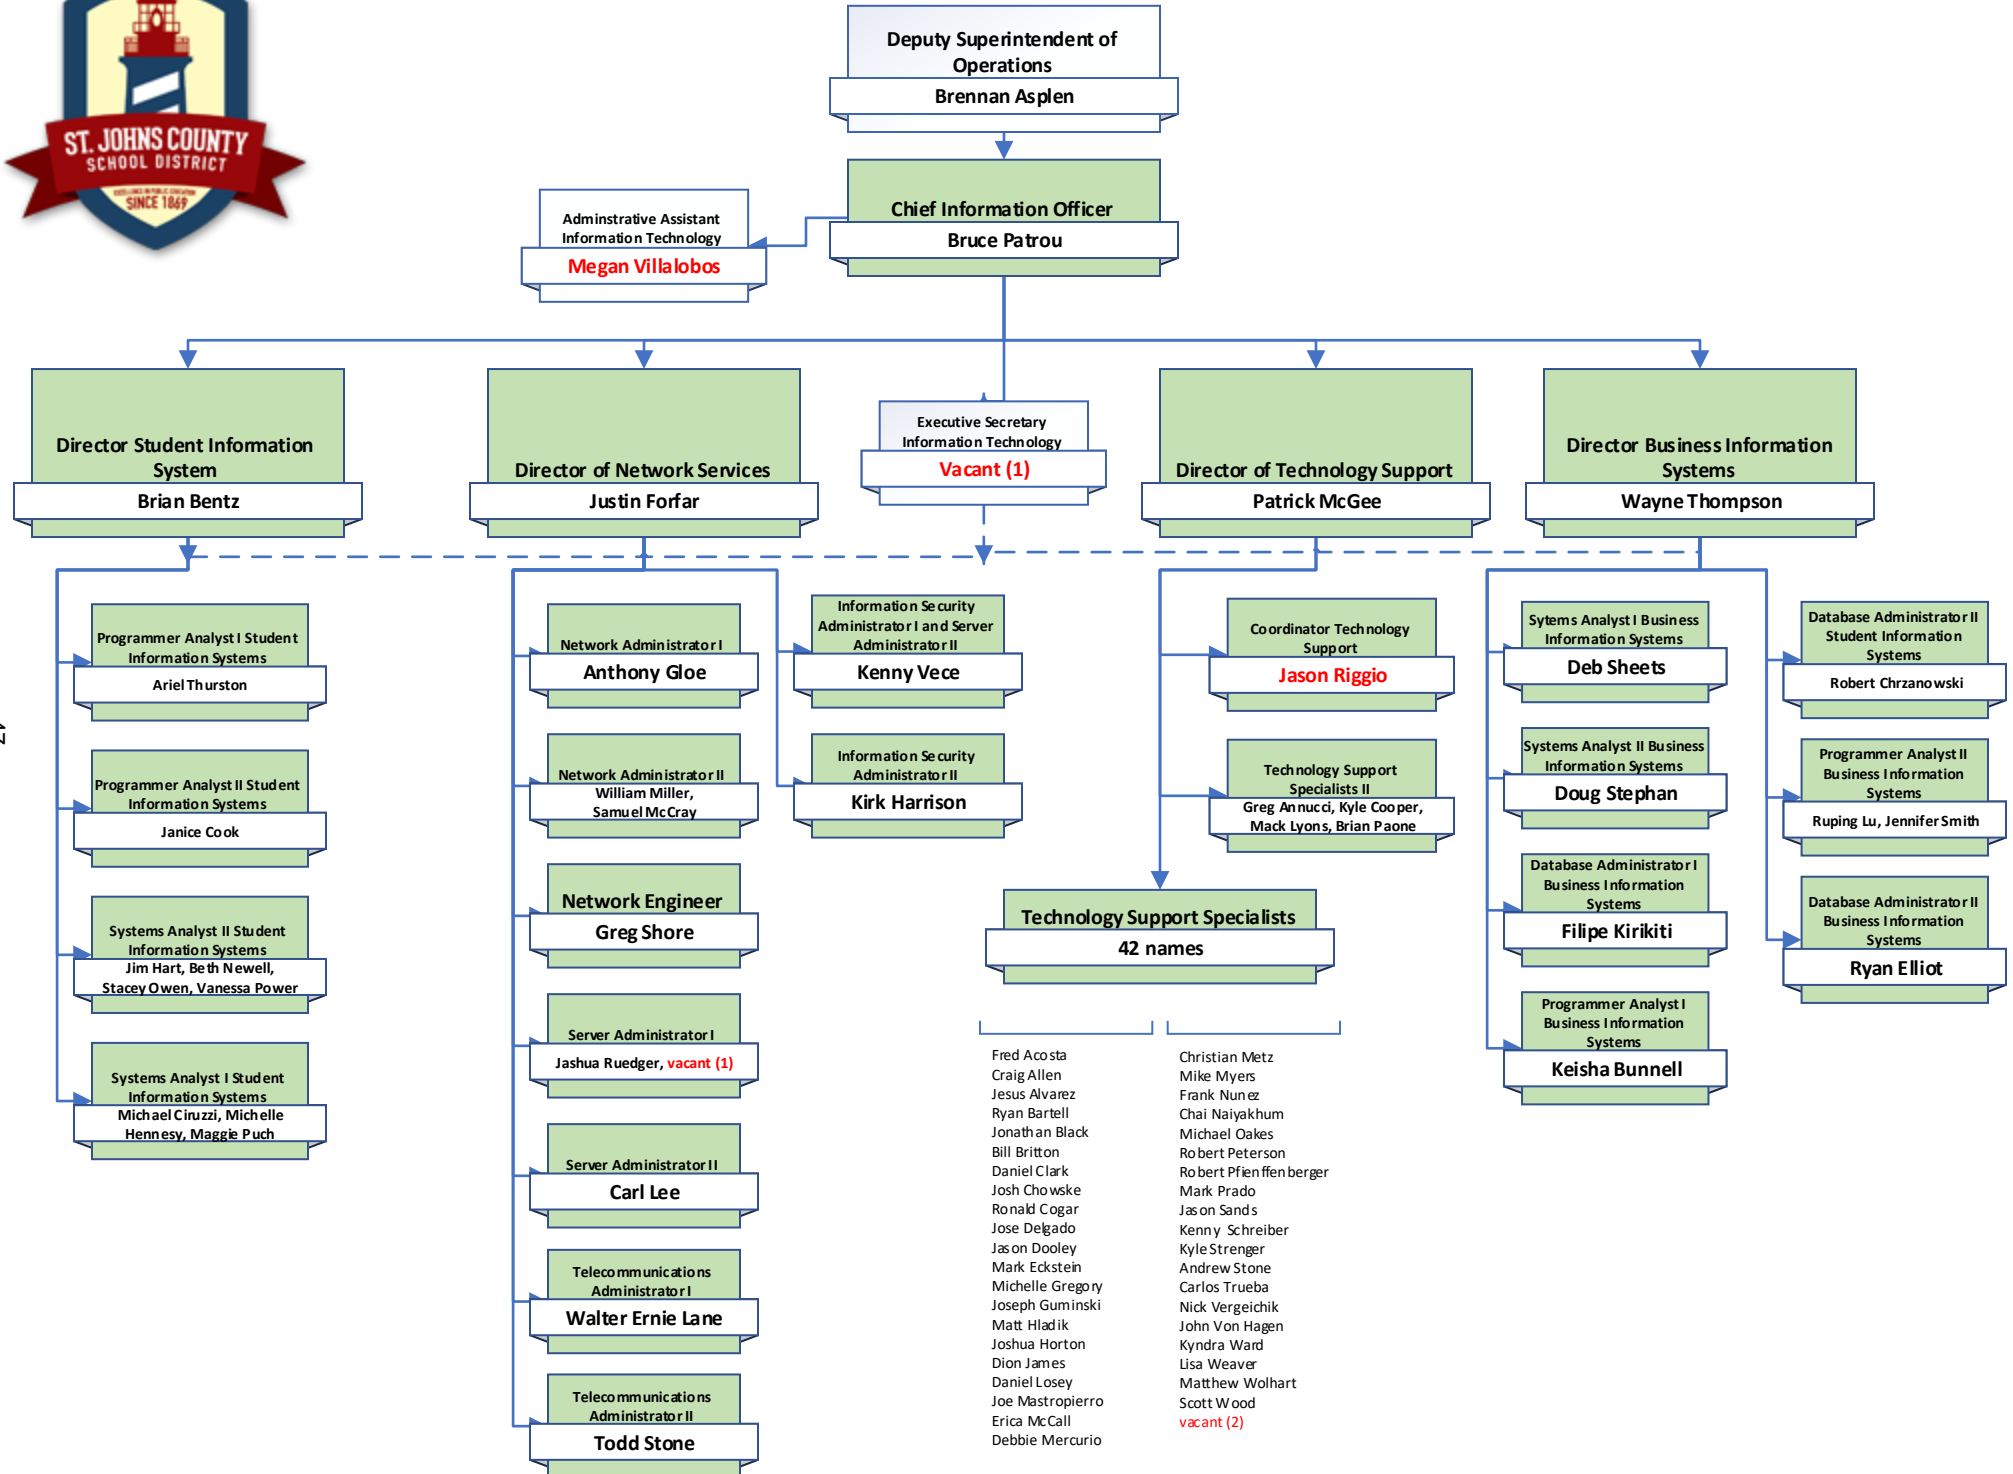 ST. JOHNS COUNTY
SCHOOL DISTRICT
EXCELLENCE IN PUBLIC EDUCATION
SINCE 1869
Deputy Superintendent of
Operations
Brennan Asplen
Chief Information Officer
Bruce Patrou
Adminstrative Assistant
Information Technology
Megan Villalobos
Director Student Information
System
Brian Bentz
Director of Network Services
Justin Forfar
Executive Secretary
Information Technology
Vacant (1)
Director of Technology Support
Patrick McGee
Director Business Information
Systems
Wayne Thompson
Programmer Analyst I Student
Information Systems
Ariel Thurston
Programmer Analyst II Student
Information Systems
Janice Cook
Systems Analyst II Student
Information Systems
Jim Hart, Beth Newell,
Stacey Owen, Vanessa Power
Systems Analyst I Student
Information Systems
Michael Ciruzzi, Michelle
Hennesy, Maggie Puch
Network Administrator I
Anthony Gloe
Network Administrator II
William Miller,
Samuel McCray
Network Engineer
Greg Shore
Server Administrator I
Jashua Ruedger, vacant (1)
Server Administrator II
Carl Lee
Telecommunications
Administrator I
Walter Ernie Lane
Telecommunications
Administrator II
Todd Stone
Information Security
Administrator I and Server
Administrator II
Kenny Vece
Information Security
Administrator II
Kirk Harrison
Coordinator Technology
Support
Jason Riggio
Technology Support
Specialists II
Greg Annucci, Kyle Cooper,
Mack Lyons, Brian Paone
Technology Support Specialists
42 names
Fred Acosta
Craig Allen
Jesus Alvarez
Ryan Bartell
Jonathan Black
Bill Britton
Daniel Clark
Josh Chowske
Ronald Cogar
Jose Delgado
Jason Dooley
Mark Eckstein
Michelle Gregory
Joseph Guminski
Matt Hladik
Joshua Horton
Dion James
Daniel Losey
Joe Mastropierro
Erica McCall
Debbie Mercurio
Christian Metz
Mike Myers
Frank Nunez
Chai Naiyakhum
Michael Oakes
Robert Peterson
Robert Pfienffenberger
Mark Prado
Jason Sands
Kenny Schreiber
Kyle Strenger
Andrew Stone
Carlos Trueba
Nick Vergeichik
John Von Hagen
Kyndra Ward
Lisa Weaver
Matthew Wolhart
Scott Wood
vacant (2)
Sytems Analyst I Business
Information Systems
Deb Sheets
Systems Analyst II Business
Information Systems
Doug Stephan
Database Administrator I
Business Information
Systems
Filipe Kirikiti
Programmer Analyst I
Business Information
Systems
Keisha Bunnell
Database Administrator II
Student Information
Systems
Robert Chrzanowski
Programmer Analyst II
Business Information
Systems
Ruping Lu, Jennifer Smith
Database Administrator II
Business Information
Systems
Ryan Elliot